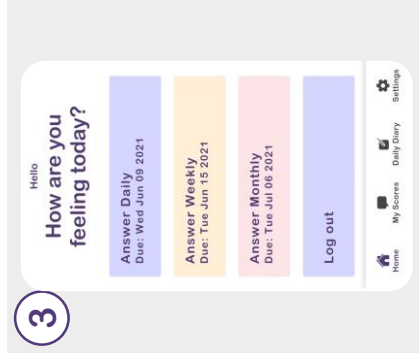 3
Hello
How are you
feeling today?
Answer Daily
Due: Wed Jun 09 2021
Answer Weekly
Due: Tue Jun 15 2021
Answer Monthly
Due: Tue Jul 06 2021
Log out
Home
My Scores
Daily Diary
Settings